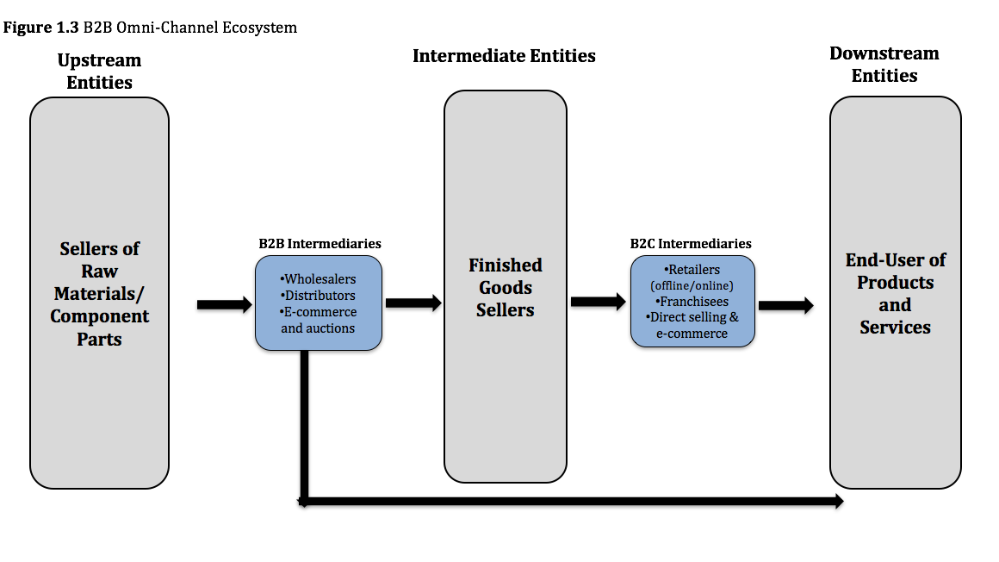 Figure 1.3 B2B Omni-Channel Ecosystem
Upstream
Entities
Intermediate Entities
Downstream
Entities
Sellers of
Raw
Materials/
Component
Parts
B2B Intermediaries
•Wholesalers
•Distributors
•E-commerce
and auctions
Finished
Goods
Sellers
B2C Intermediaries
•Retailers
(offline/online)
•Franchisees
•Direct selling &
e-commerce
End-User of
Products
and
Services